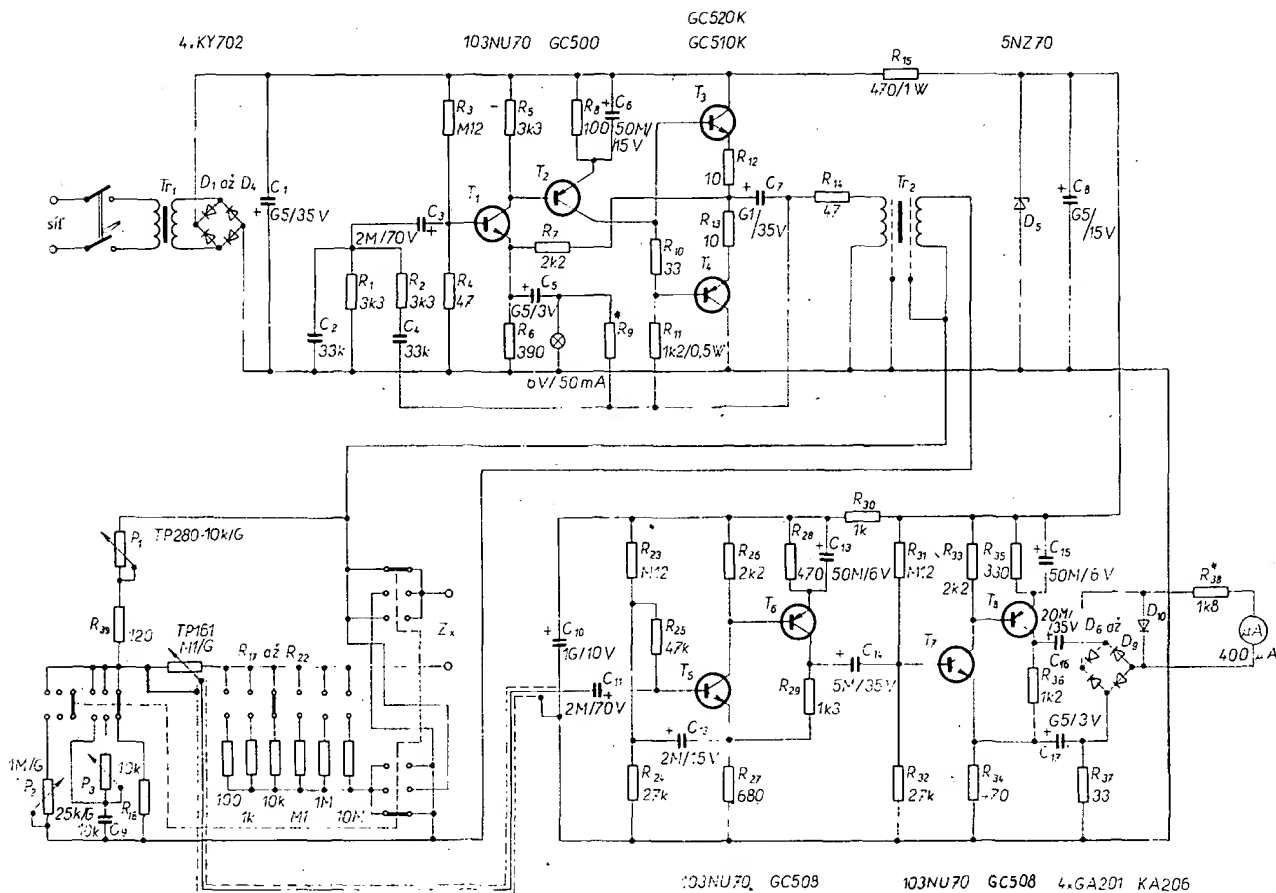 GC520K
4.KY702 103NU70 GC500 GC510K 5NZ70
R15
470/1W
R3
M12
R5
3k3
R8
100
C6
50M/
/15V
T3
R12
10
síť
Tr1
D1 až D4
C1
G5/35V
C3
2M/70V
T1
T2
R7
2k2
R10
33
R13
10
C7
G1/
/35V
R14
47
Tr2
D5
C8
G5/
/15V
R1
3k3
R2
3k3
R4
47
C5
G5/3V
T4
C2
33k
C4
33k
R6
390
R9*
R11
1k2/0,5W
6V/50mA
P1
TP280-10k/G
R39
120
TP161
M1/G
R17 až R22
Zx
1M/G
P2
25k/G
P3
10k
10k
C9
R18
100
1k
10k
M1
1M
10M
C10
1G/10V
C11
2M/70V
R23
M12
R25
47k
R26
2k2
R28
470
C13
50M/6V
R30
1k
R31
M12
R33
2k2
R35
330
C15
50M/6V
R38*
1k8
T5
T6
C14
5M/35V
T7
T8
20M/
/35V
C16
D6 až
D9
D10
µA
400µA
R29
1k3
R36
1k2
2M/15V
G5/3V
C17
R24
27k
R27
680
R32
27k
R34
470
R37
33
103NU70 GC508 103NU70 GC508 4xGA201 KA206